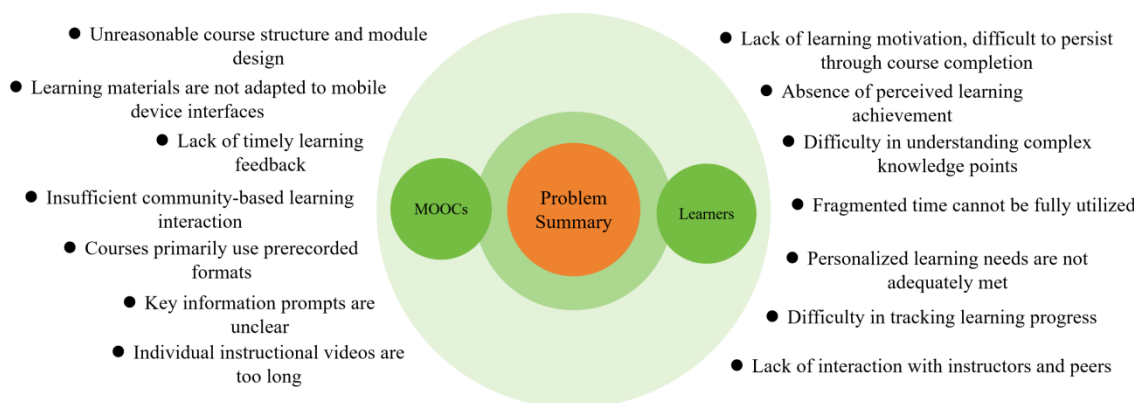 ● Unreasonable course structure and module
design
● Learning materials are not adapted to mobile
device interfaces
● Lack of timely learning
feedback
● Insufficient community-based learning
interaction
● Courses primarily use prerecorded
formats
● Key information prompts are
unclear
● Individual instructional videos are
too long
MOOCs
Problem
Summary
Learners
● Lack of learning motivation, difficult to persist
through course completion
● Absence of perceived learning
achievement
● Difficulty in understanding complex
knowledge points
● Fragmented time cannot be fully utilized
● Personalized learning needs are not
adequately met
● Difficulty in tracking learning progress
● Lack of interaction with instructors and peers